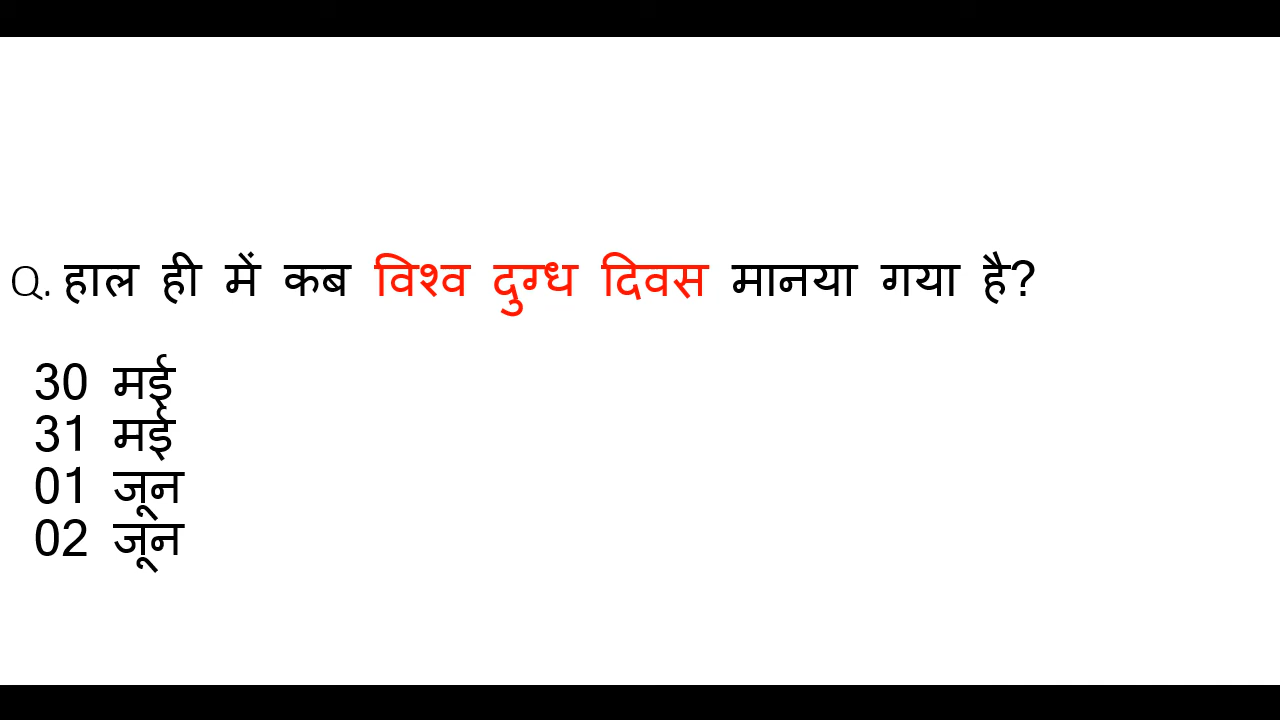 Q. हाल ही में कब विश्व दुग्ध दिवस मानया गया है?
30 मई
31 मई
01 जून
02 जून